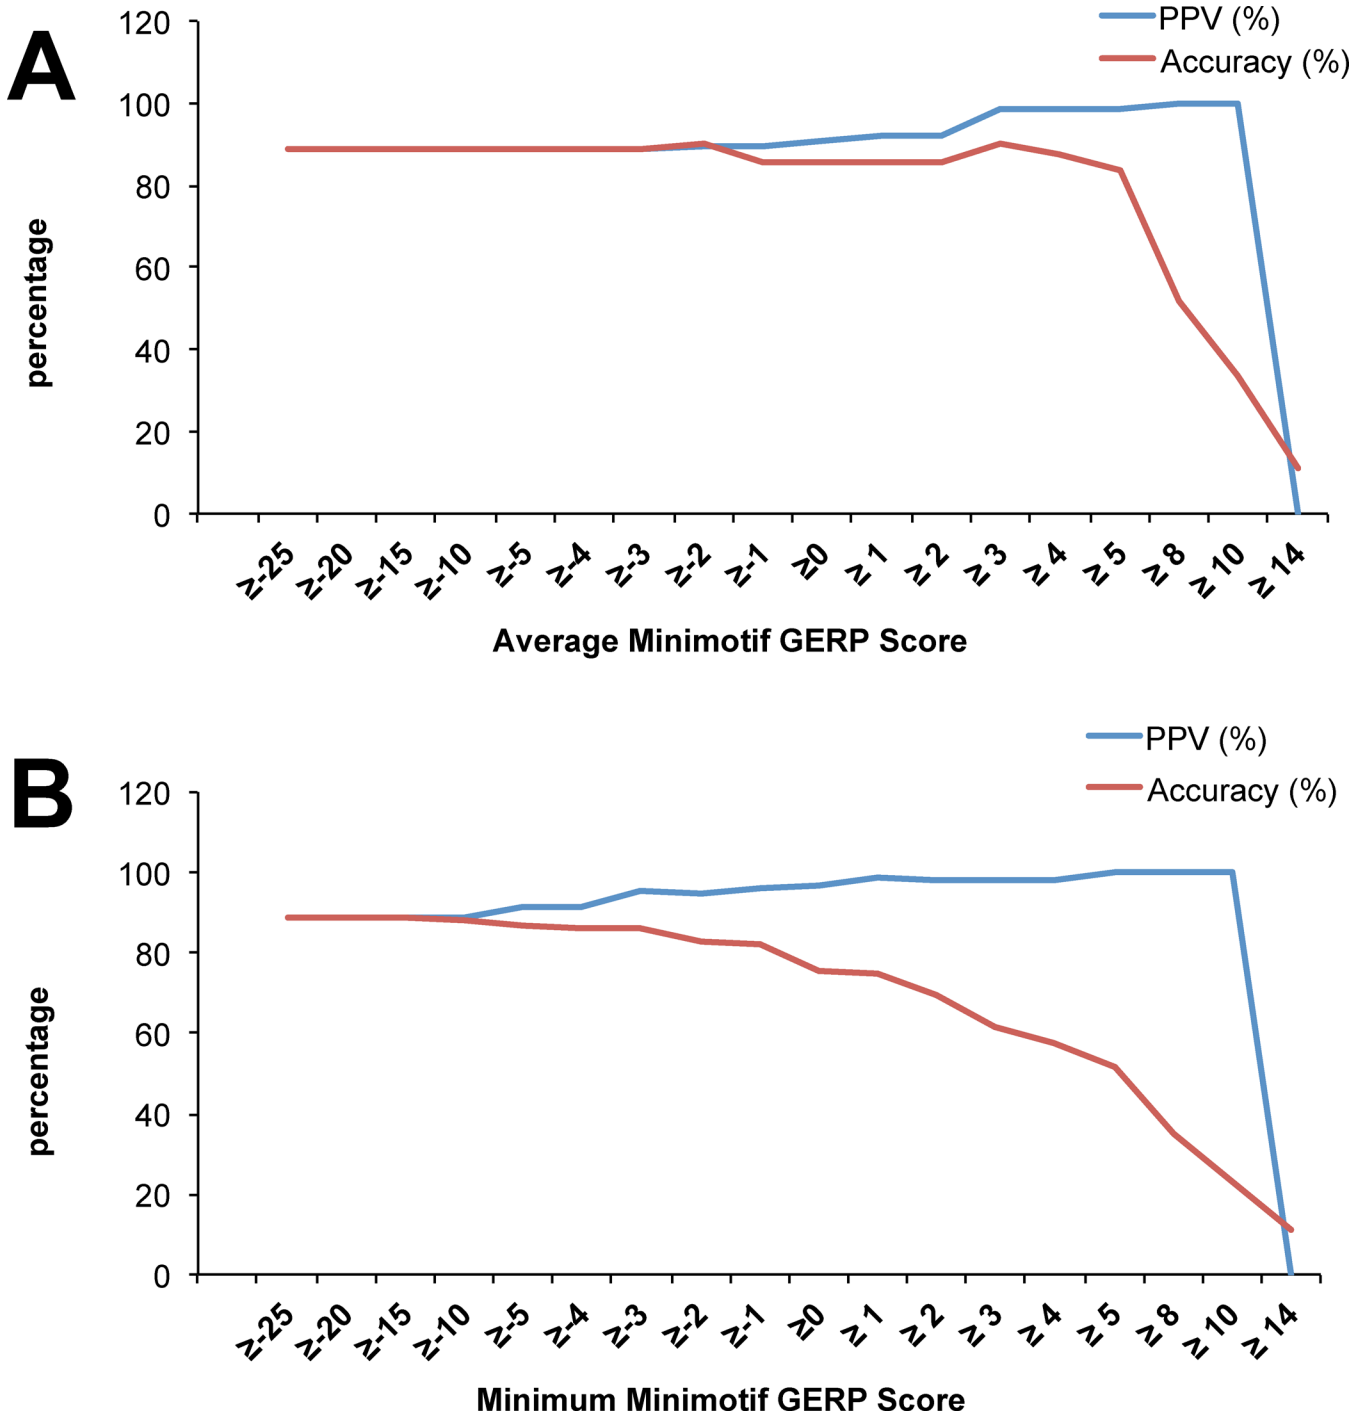 A
PPV (%)
Accuracy (%)
120
100
80
60
40
20
0
percentage
≥-25 ≥-20 ≥-15 ≥-10 ≥-5 ≥-4 ≥-3 ≥-2 ≥-1 ≥0 ≥ 1 ≥ 2 ≥ 3 ≥ 4 ≥ 5 ≥ 8 ≥ 10 ≥ 14
Average Minimotif GERP Score
B
PPV (%)
Accuracy (%)
120
100
80
60
40
20
0
percentage
≥-25 ≥-20 ≥-15 ≥-10 ≥-5 ≥-4 ≥-3 ≥-2 ≥-1 ≥0 ≥ 1 ≥ 2 ≥ 3 ≥ 4 ≥ 5 ≥ 8 ≥ 10 ≥ 14
Minimum Minimotif GERP Score